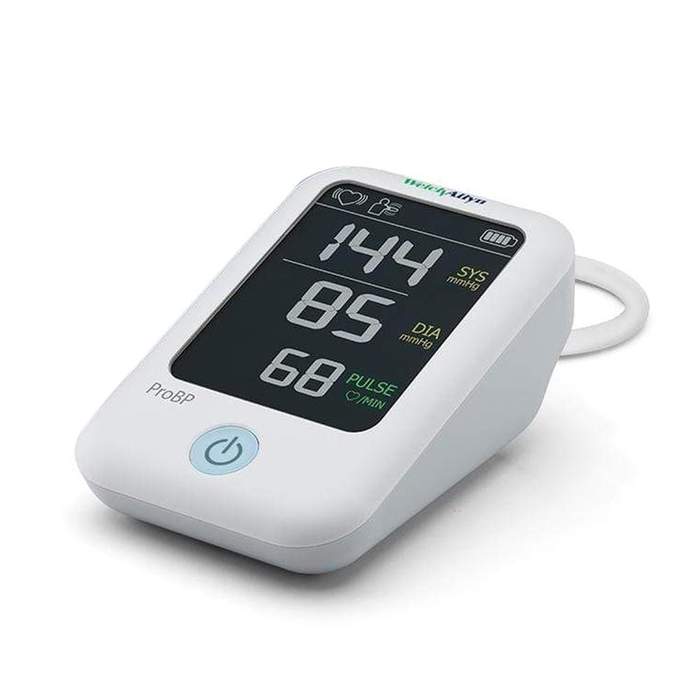 WelchAllyn
144 SYS
mmHg
85 DIA
mmHg
68 PULSE
♡/MIN
ProBP